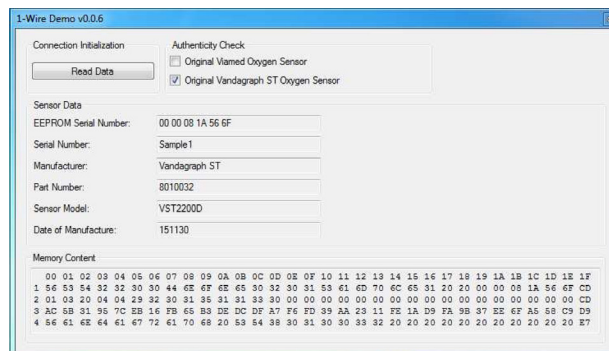 1-Wire Demo v0.0.6
Connection Initialization
Read Data
Authenticity Check
Original Viamed Oxygen Sensor
Original Vandagraph ST Oxygen Sensor
Sensor Data
EEPROM Serial Number: 00 00 08 1A 56 6F
Serial Number: Sample1
Manufacturer: Vandagraph ST
Part Number: 8010032
Sensor Model: VST2200D
Date of Manufacture: 151130
Memory Content
00 01 02 03 04 05 06 07 08 09 0A 0B 0C 0D 0E 0F 10 11 12 13 14 15 16 17 18 19 1A 1B 1C 1D 1E 1F
1 56 53 54 32 32 30 30 44 6E 6F 6E 65 30 32 30 31 53 61 6D 70 6C 65 31 20 20 00 00 08 1A 56 6F CD
2 01 03 20 04 04 29 32 30 31 35 31 31 33 30 00 00 00 00 00 00 00 00 00 00 00 00 00 00 00 00 00 CD
3 AC 5B 31 95 7C EB 16 FB 65 B3 DE DC DF A7 F6 FD 39 AA 23 11 FE 1A D9 FA 9B 37 EE 6F A5 58 C9 D9
4 56 61 6E 64 61 67 72 61 70 68 20 53 54 38 30 31 30 30 33 32 20 20 20 20 20 20 20 20 20 20 20 E7